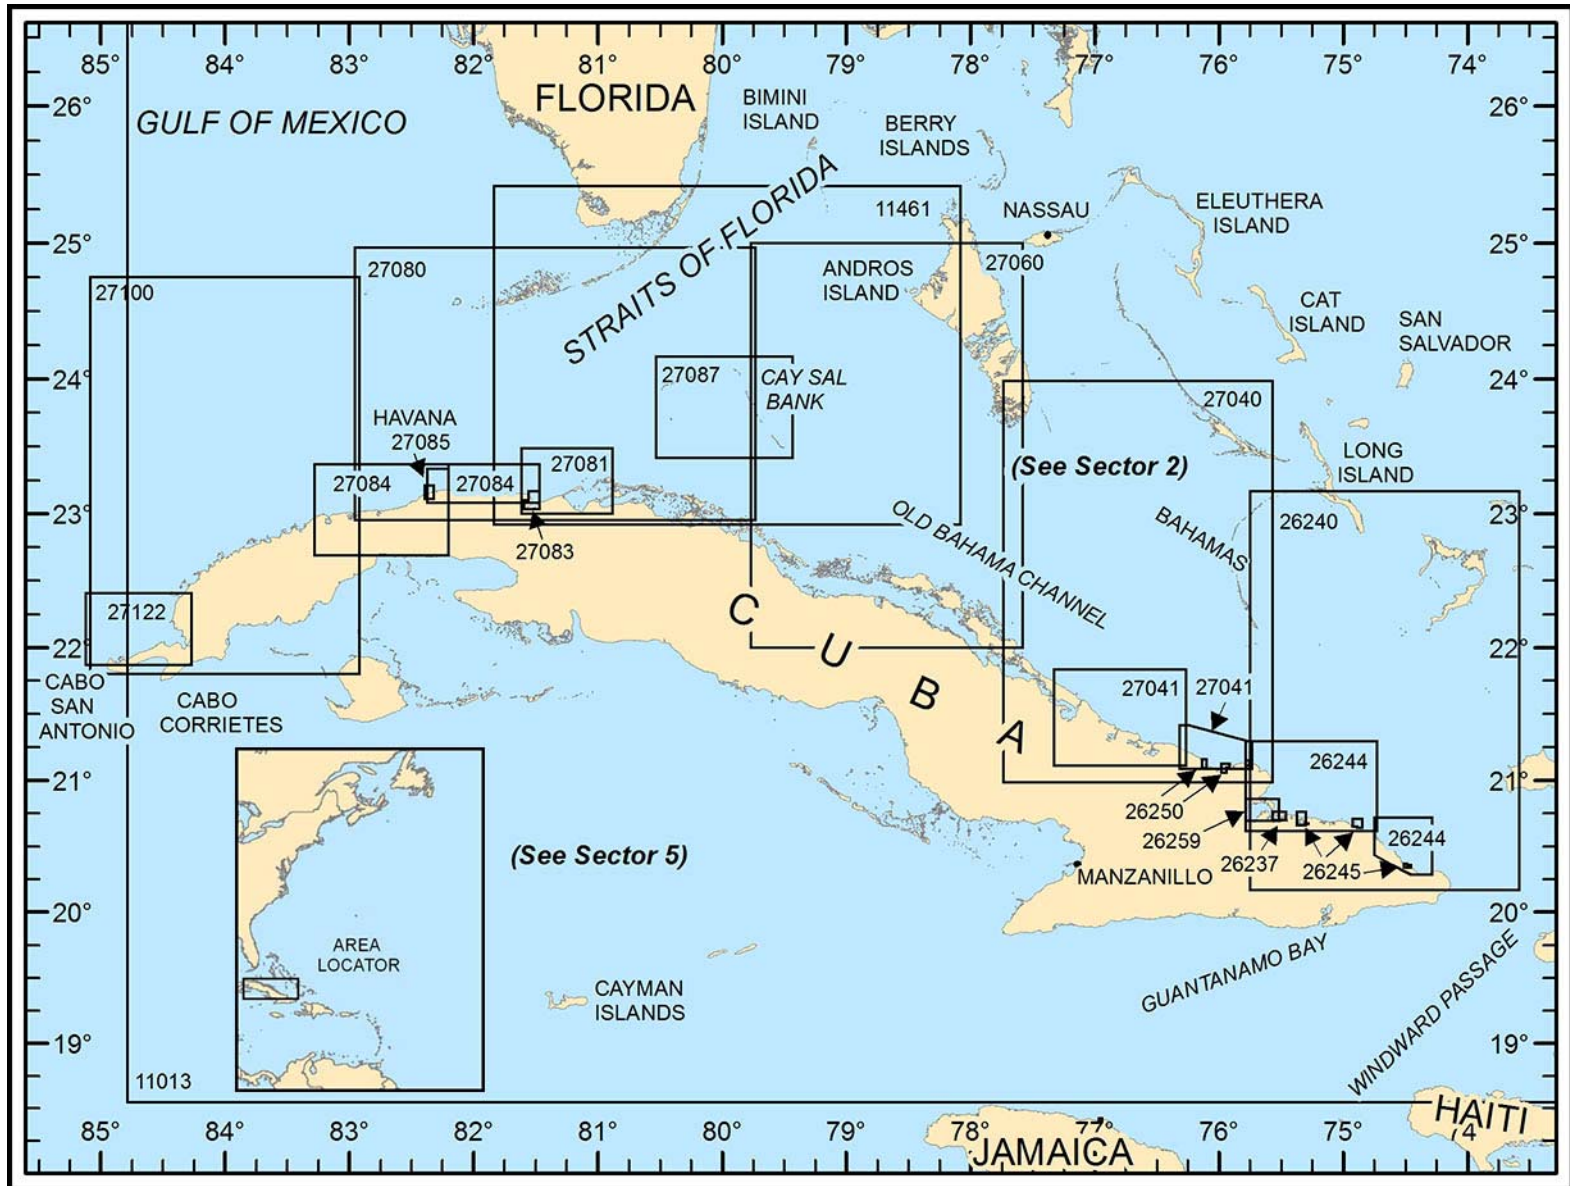 85° 84° 83° 82° 81° 80° 79° 78° 77° 76° 75° 74°
26° 26°
25° 25°
24° 24°
23° 23°
22° 22°
21° 21°
20° 20°
19° 19°
GULF OF MEXICO
FLORIDA
BIMINI
ISLAND
BERRY
ISLANDS
STRAITS OF FLORIDA
11461
NASSAU
ELEUTHERA
ISLAND
27080
27100
ANDROS
ISLAND
27060
CAT
ISLAND
SAN
SALVADOR
27087
CAY SAL
BANK
27040
HAVANA
27085
27084
27084
27081
27083
(See Sector 2)
LONG
ISLAND
26240
OLD BAHAMA CHANNEL
BAHAMAS
27122
CUBA
CABO
SAN
ANTONIO
CABO
CORRIETES
27041
27041
26244
26250
26259
26237
26245
26244
MANZANILLO
(See Sector 5)
AREA
LOCATOR
CAYMAN
ISLANDS
GUANTANAMO BAY
WINDWARD PASSAGE
11013
HAITI
JAMAICA
85° 84° 83° 82° 81° 80° 79° 78° 77° 76° 75°